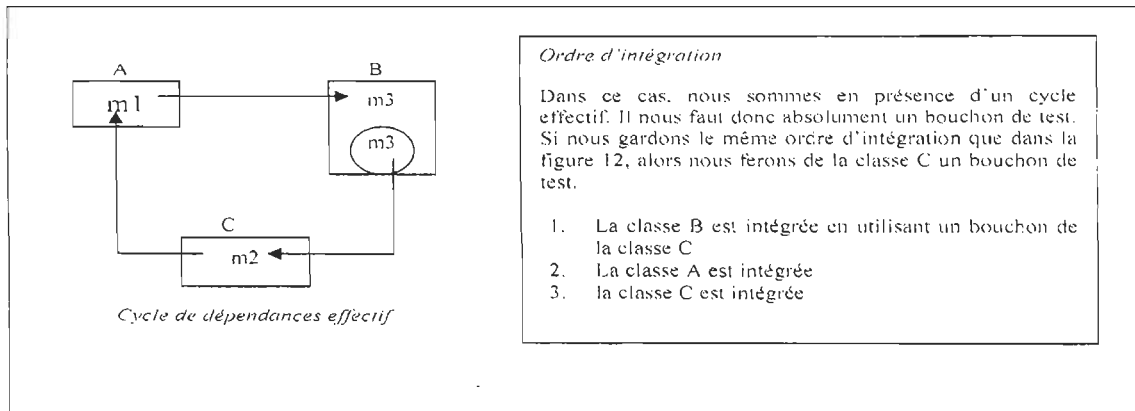 A
B
m1
m3
m3
C
m2
Cycle de dépendances effectif
Ordre d'intégration
Dans ce cas, nous sommes en présence d'un cycle
effectif. Il nous faut donc absolument un bouchon de test.
Si nous gardons le même ordre d'intégration que dans la
figure 12, alors nous ferons de la classe C un bouchon de
test.
1. La classe B est intégrée en utilisant un bouchon de
la classe C
2. La classe A est intégrée
3. la classe C est intégrée